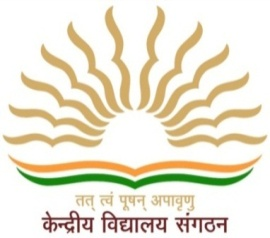 तत् त्वं पूषन् अपावृणु
केन्द्रीय विद्यालय संगठन